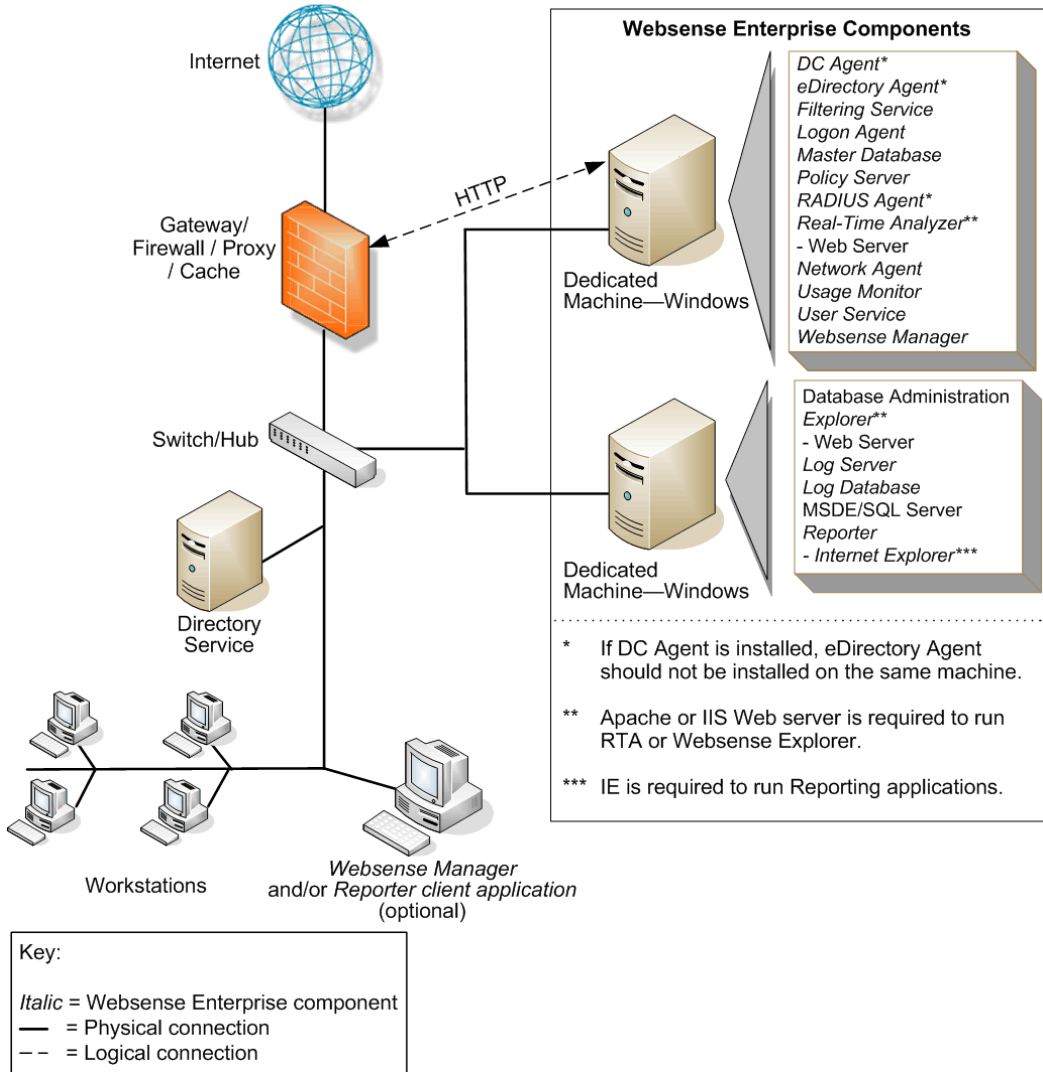 Internet
Gateway/
Firewall / Proxy
/ Cache
HTTP
Switch/Hub
Directory
Service
Workstations
Websense Manager
and/or Reporter client application
(optional)
Key:
Italic = Websense Enterprise component
= Physical connection
= Logical connection
Websense Enterprise Components
Dedicated
Machine—Windows
DC Agent*
eDirectory Agent*
Filtering Service
Logon Agent
Master Database
Policy Server
RADIUS Agent*
Real-Time Analyzer**
- Web Server
Network Agent
Usage Monitor
User Service
Websense Manager
Dedicated
Machine—Windows
Database Administration
Explorer**
- Web Server
Log Server
Log Database
MSDE/SQL Server
Reporter
- Internet Explorer***
* If DC Agent is installed, eDirectory Agent
should not be installed on the same machine.
** Apache or IIS Web server is required to run
RTA or Websense Explorer.
*** IE is required to run Reporting applications.